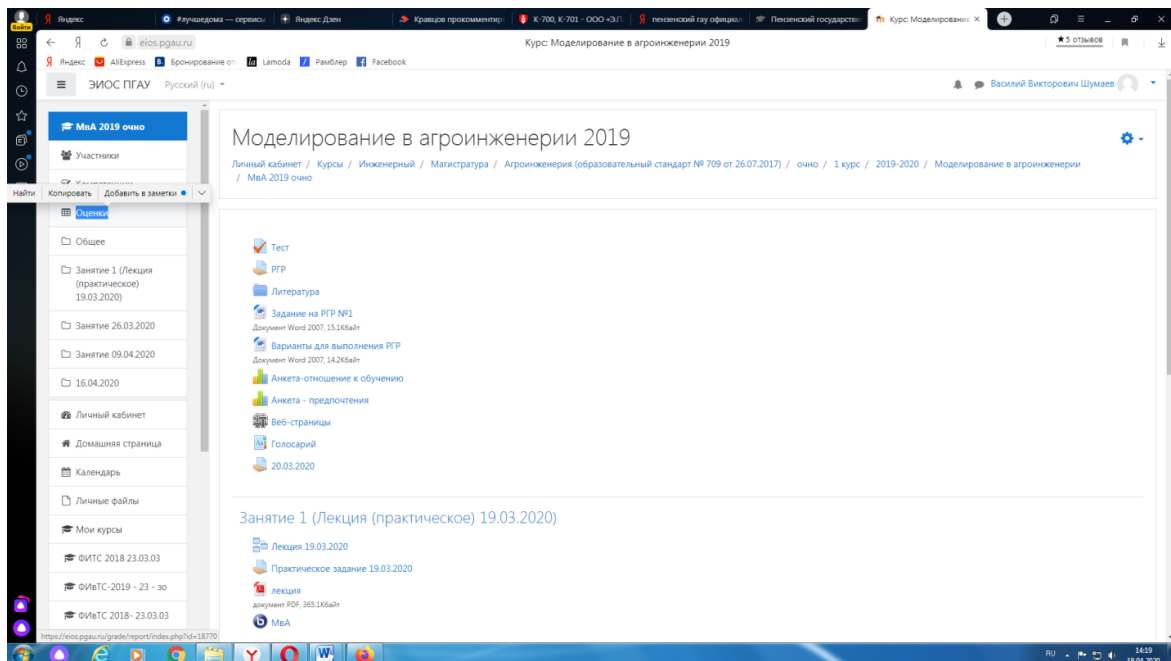 Войти
Яндекс
#лучшедома — сервисы
Яндекс Дзен
Кравцов прокомментиро
К-700, К-701 - ООО «Э.Л.
пензенский гау официал
Пензенский государство
Курс: Моделирование
eios.pgau.ru
Курс: Моделирование в агроинженерии 2019
★ 5 отзывов
Яндекс
AliExpress
Бронирование от
Lamoda
Рамблер
Facebook
ЭИОС ПГАУ
Русский (ru)
Василий Викторович Шумаев
МвА 2019 очно
Участники
Компетенции
Найти
Копировать
Добавить в заметки
Оценки
Общее
Занятие 1 (Лекция
(практическое)
19.03.2020)
Занятие 26.03.2020
Занятие 09.04.2020
16.04.2020
Личный кабинет
Домашняя страница
Календарь
Личные файлы
Мои курсы
ФИТС 2018 23.03.03
ФИвТС-2019 - 23 - зо
ФИвТС 2018- 23.03.03
https://eios.pgau.ru/grade/report/index.php?id=18770
Моделирование в агроинженерии 2019
Личный кабинет / Курсы / Инженерный / Магистратура / Агроинженерия (образовательный стандарт № 709 от 26.07.2017) / очно / 1 курс / 2019-2020 / Моделирование в агроинженерии
/ МвА 2019 очно
Тест
РГР
Литература
Задание на РГР №1
Документ Word 2007, 15.1Кбайт
Варианты для выполнения РГР
Документ Word 2007, 14.2Кбайт
Анкета-отношение к обучению
Анкета - предпочтения
Веб-страницы
Голосарий
20.03.2020
Занятие 1 (Лекция (практическое) 19.03.2020)
Лекция 19.03.2020
Практическое задание 19.03.2020
лекция
документ PDF, 365.1Кбайт
МвА
RU
14:19
18.04.2020